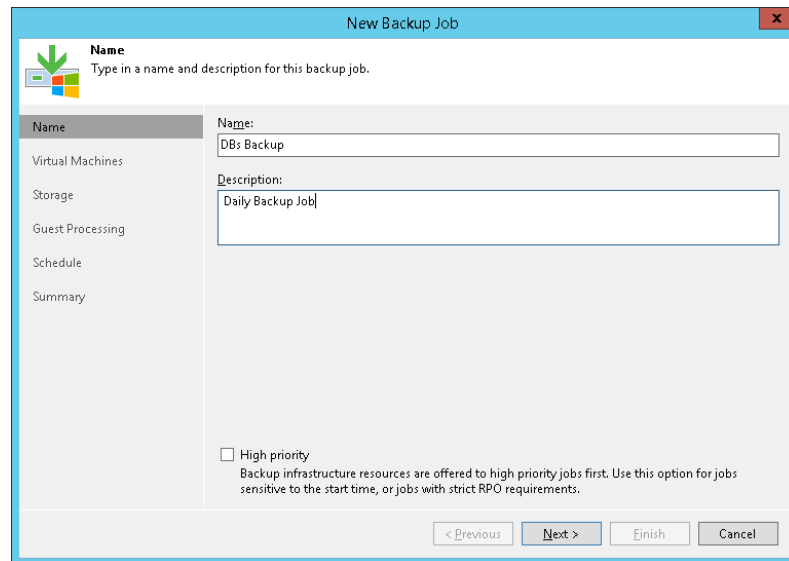 New Backup Job
x
Name
Type in a name and description for this backup job.
Name
Virtual Machines
Storage
Guest Processing
Schedule
Summary
Name:
DBs Backup
Description:
Daily Backup Job
High priority
Backup infrastructure resources are offered to high priority jobs first. Use this option for jobs
sensitive to the start time, or jobs with strict RPO requirements.
< Previous
Next >
Finish
Cancel